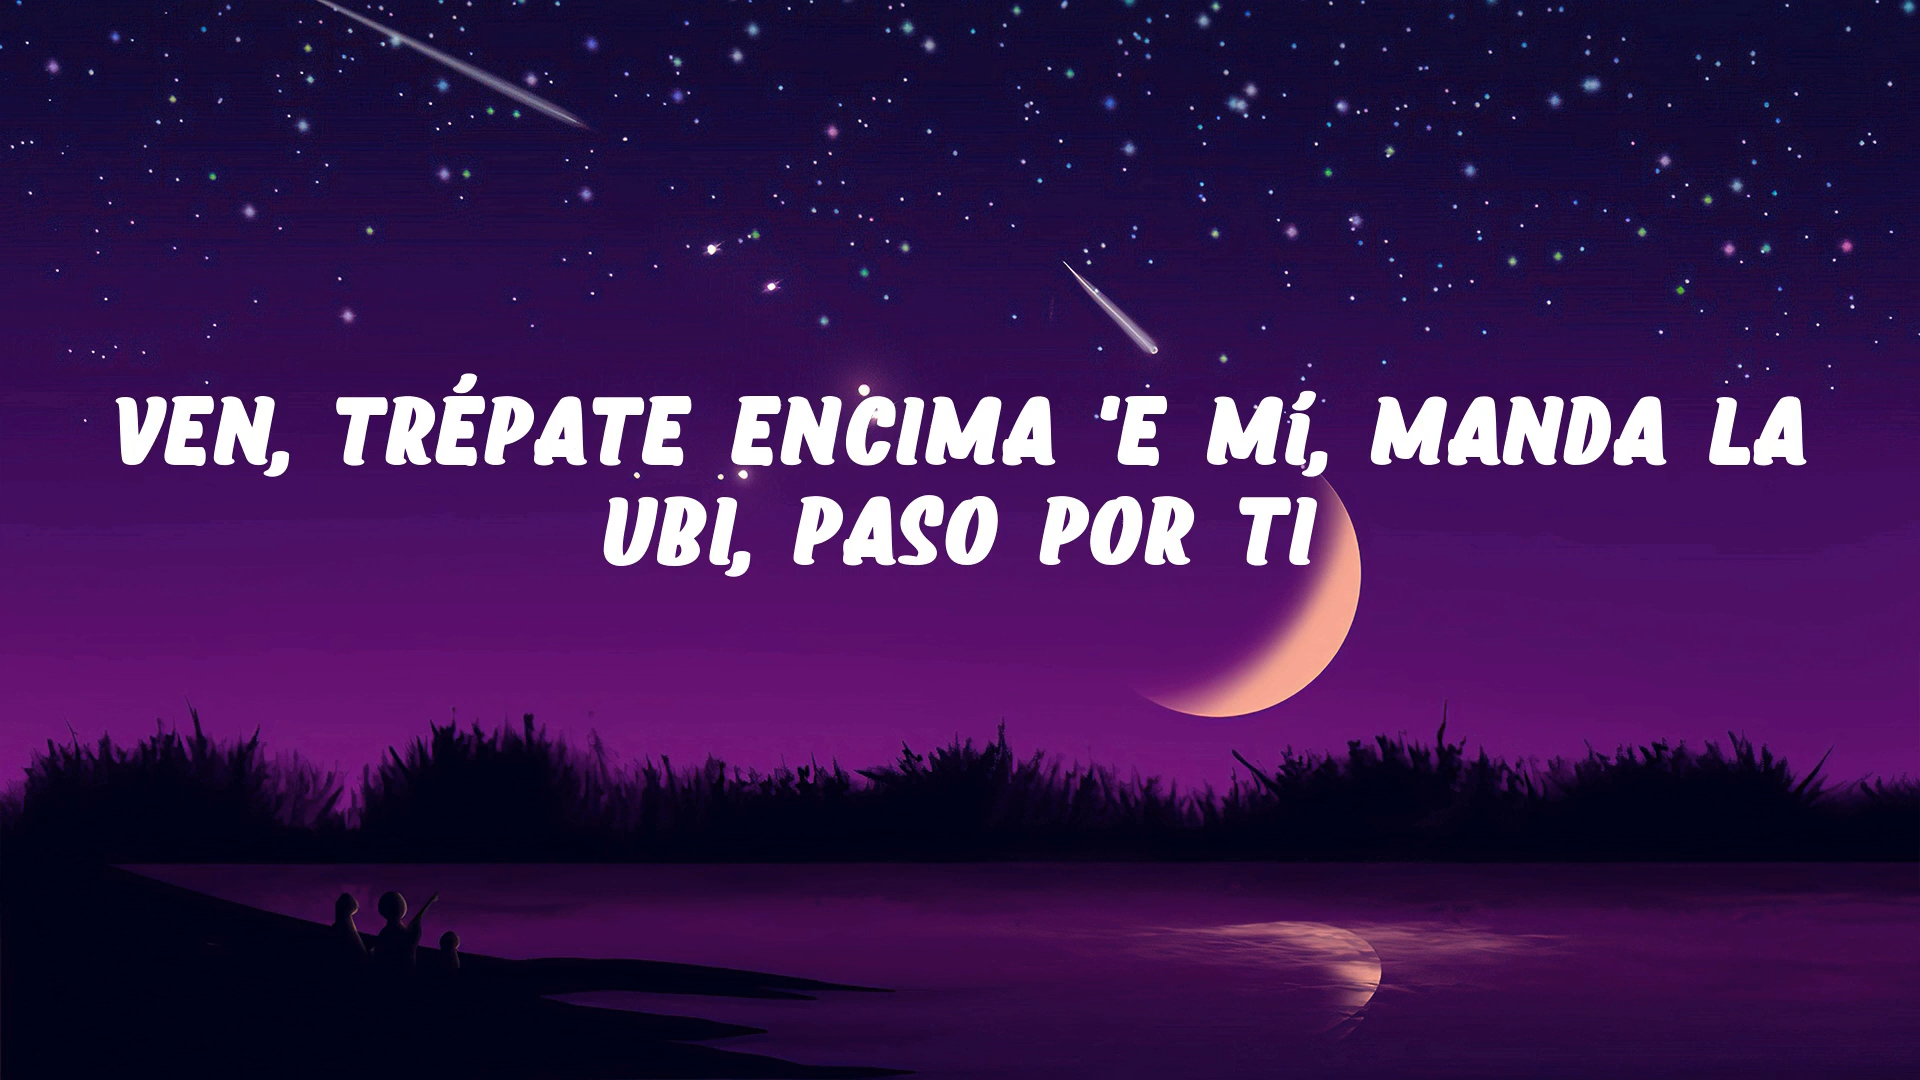 VEN, TRÉPATE ENCIMA 'E MÍ, MANDA LA
UBI, PASO POR TI